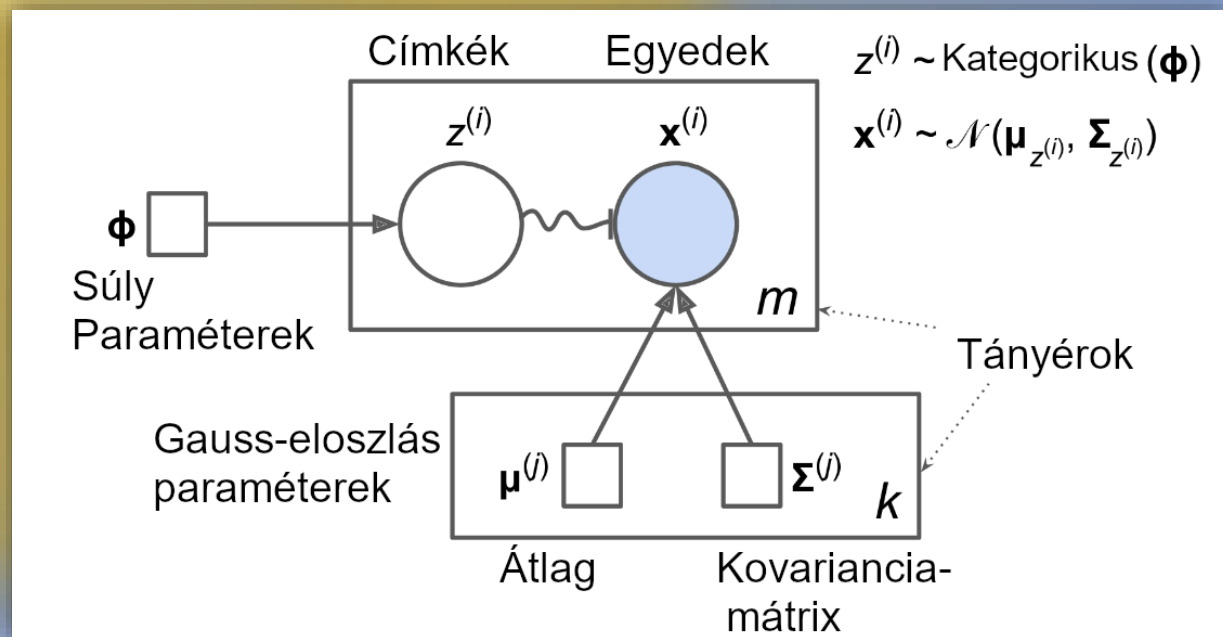 Címkék
Egyedek
z^(i) ~ Kategorikus (ϕ)
z^(i)
x^(i)
x^(i) ~ 𝒩(μ_z^(i), Σ_z^(i))
ϕ
Súly
Paraméterek
m
Tányérok
Gauss-eloszlás
paraméterek
μ^(j)
Σ^(j)
k
Átlag
Kovariancia-
mátrix